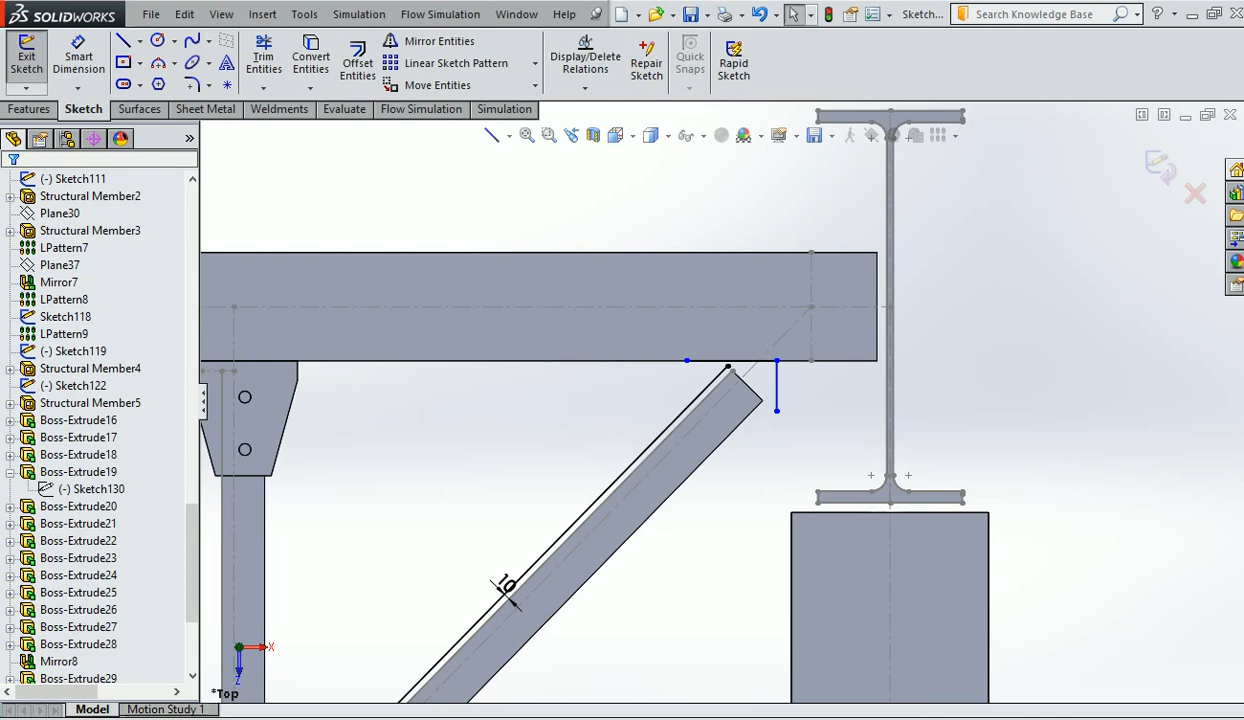 SOLIDWORKS File Edit View Insert Tools Simulation Flow Simulation Window Help Sketch... Search Knowledge Base ?
Exit Sketch
Smart Dimension
Trim Entities
Convert Entities
Offset Entities
Mirror Entities
Linear Sketch Pattern
Move Entities
Display/Delete Relations
Repair Sketch
Quick Snaps
Rapid Sketch
Features Sketch Surfaces Sheet Metal Weldments Evaluate Flow Simulation Simulation
(-) Sketch111
Structural Member2
Plane30
Structural Member3
LPattern7
Plane37
Mirror7
LPattern8
Sketch118
LPattern9
(-) Sketch119
Structural Member4
(-) Sketch122
Structural Member5
Boss-Extrude16
Boss-Extrude17
Boss-Extrude18
Boss-Extrude19
(-) Sketch130
Boss-Extrude20
Boss-Extrude21
Boss-Extrude22
Boss-Extrude23
Boss-Extrude24
Boss-Extrude25
Boss-Extrude26
Boss-Extrude27
Boss-Extrude28
Mirror8
Boss-Extrude29
10
X
Z
*Top
Model Motion Study 1